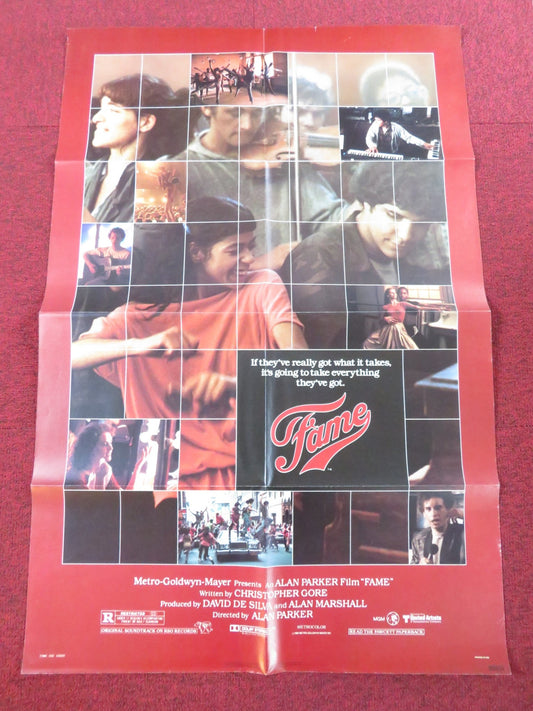 If they've really got what it takes,
it's going to take everything
they've got.
Fame
TM
Metro-Goldwyn-Mayer Presents An ALAN PARKER Film "FAME"
Written by CHRISTOPHER GORE
Produced by DAVID DE SILVA and ALAN MARSHALL
Directed by ALAN PARKER
R RESTRICTED
ORIGINAL SOUNDTRACK ON RSO RECORDS
DOLBY
METROCOLOR
MGM
United Artists
READ THE FAWCETT PAPERBACK